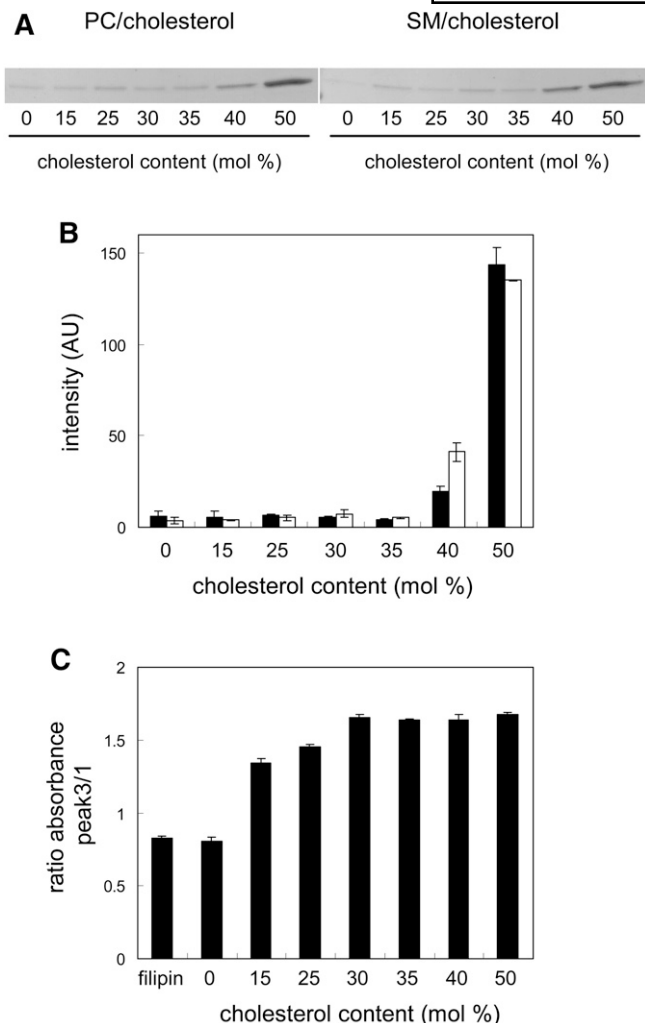 A
PC/cholesterol SM/cholesterol
0 15 25 30 35 40 50 0 15 25 30 35 40 50
cholesterol content (mol %) cholesterol content (mol %)
B
150
100
50
0
intensity (AU)
0 15 25 30 35 40 50
cholesterol content (mol %)
C
2
1.5
1
0.5
0
ratio absorbance
peak3/1
filipin 0 15 25 30 35 40 50
cholesterol content (mol %)